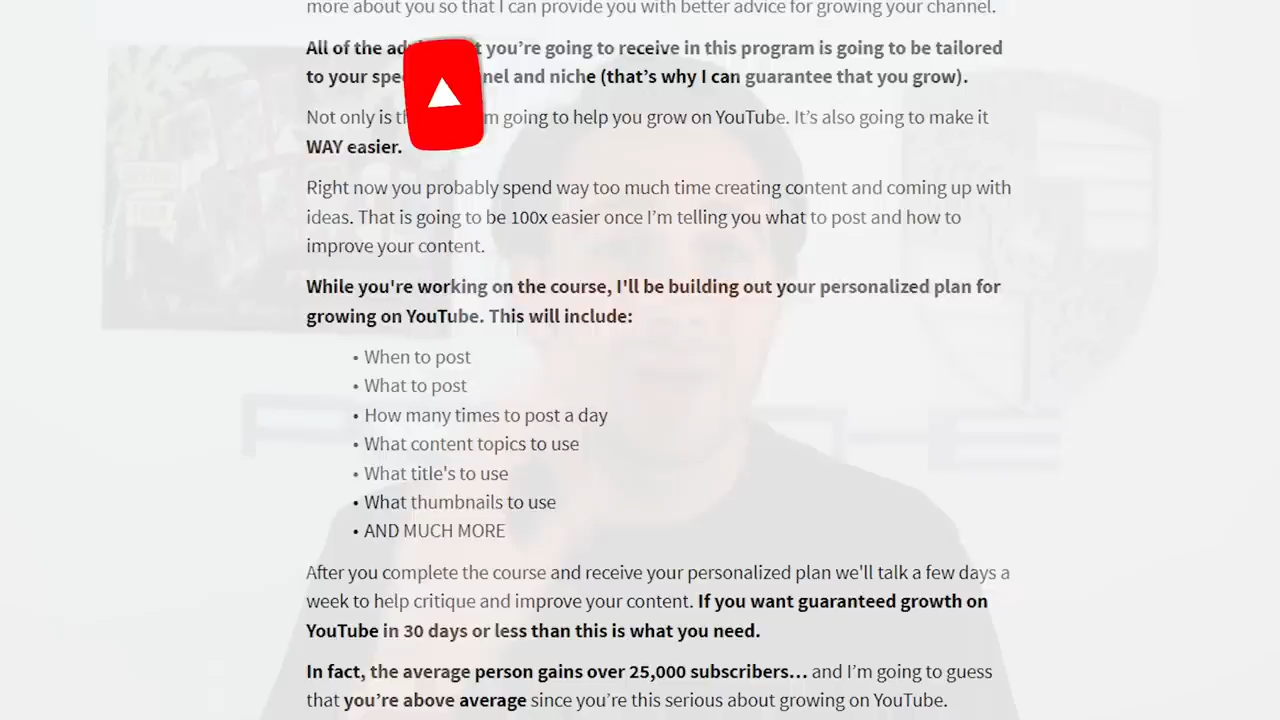 more about you so that I can provide you with better advice for growing your channel.
All of the you're going to receive in this program is going to be tailored
to your and niche (that's why I can guarantee that you grow).
Not only is going to help you grow on YouTube. It's also going to make it
WAY easier.
Right now you probably spend way too much time creating content and coming up with
ideas. That is going to be 100x easier once I'm telling you what to post and how to
improve your content.
While you're working on the course, I'll be building out your personalized plan for
growing on YouTube. This will include:
• When to post
• What to post
• How many times to post a day
• What content topics to use
• What title's to use
• What thumbnails to use
• AND MUCH MORE
After you complete the course and receive your personalized plan we'll talk a few days a
week to help critique and improve your content. If you want guaranteed growth on
YouTube in 30 days or less than this is what you need.
In fact, the average person gains over 25,000 subscribers... and I'm going to guess
that you're above average since you're this serious about growing on YouTube.